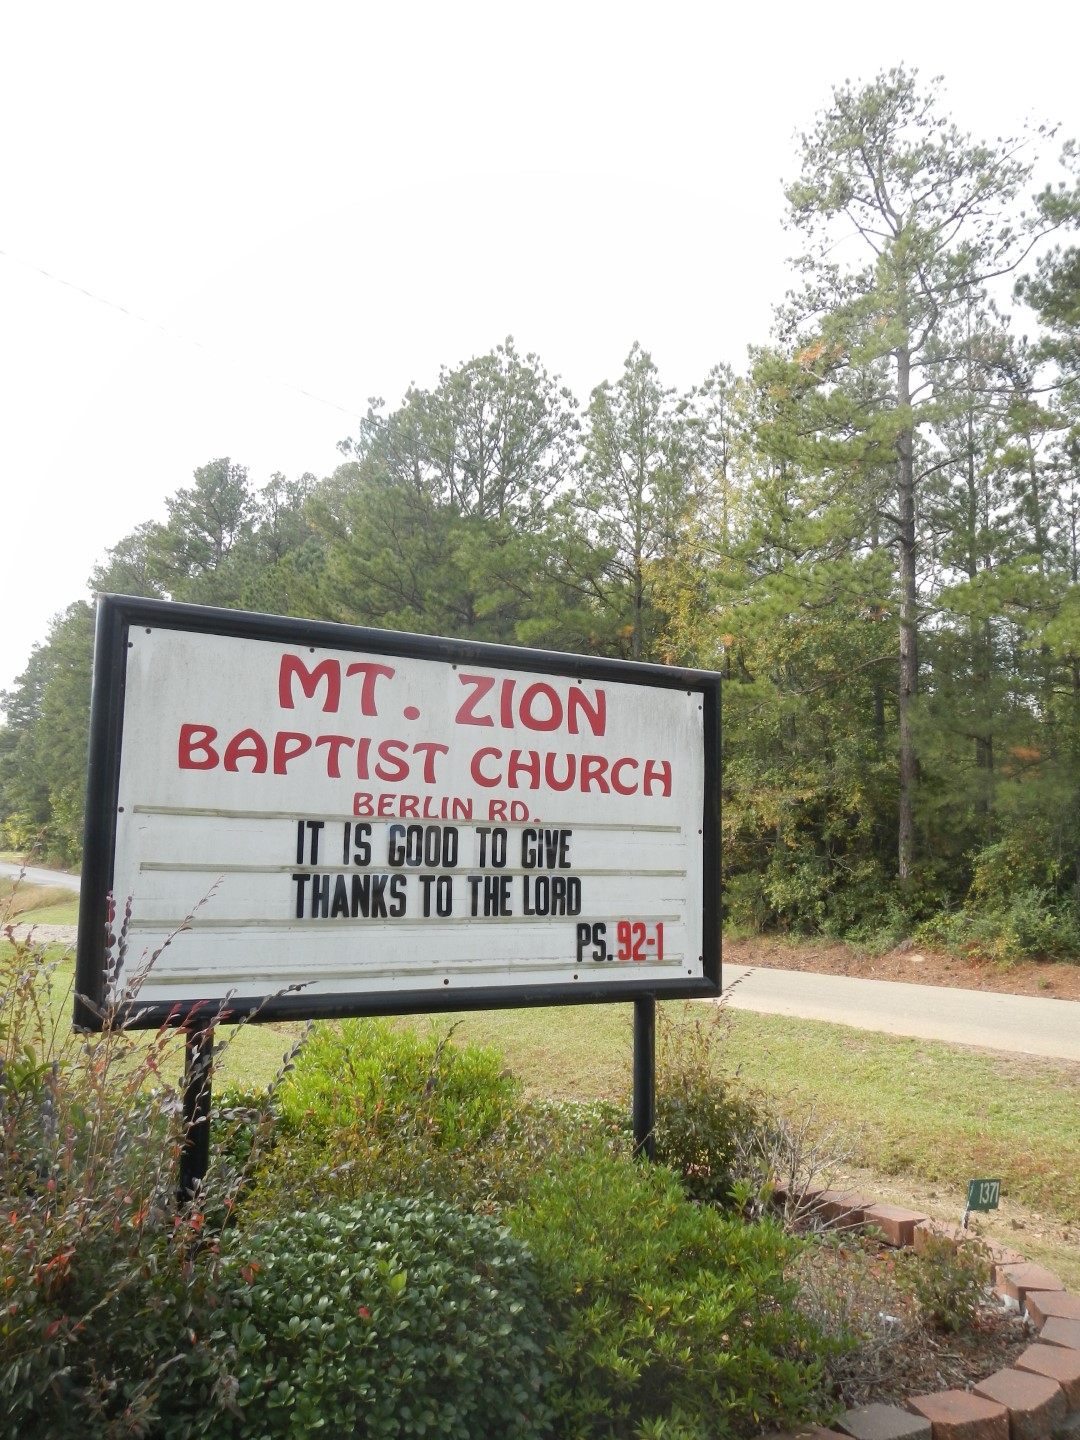 MT. ZION
BAPTIST CHURCH
BERLIN RD.
IT IS GOOD TO GIVE
THANKS TO THE LORD
PS. 92-1
1371